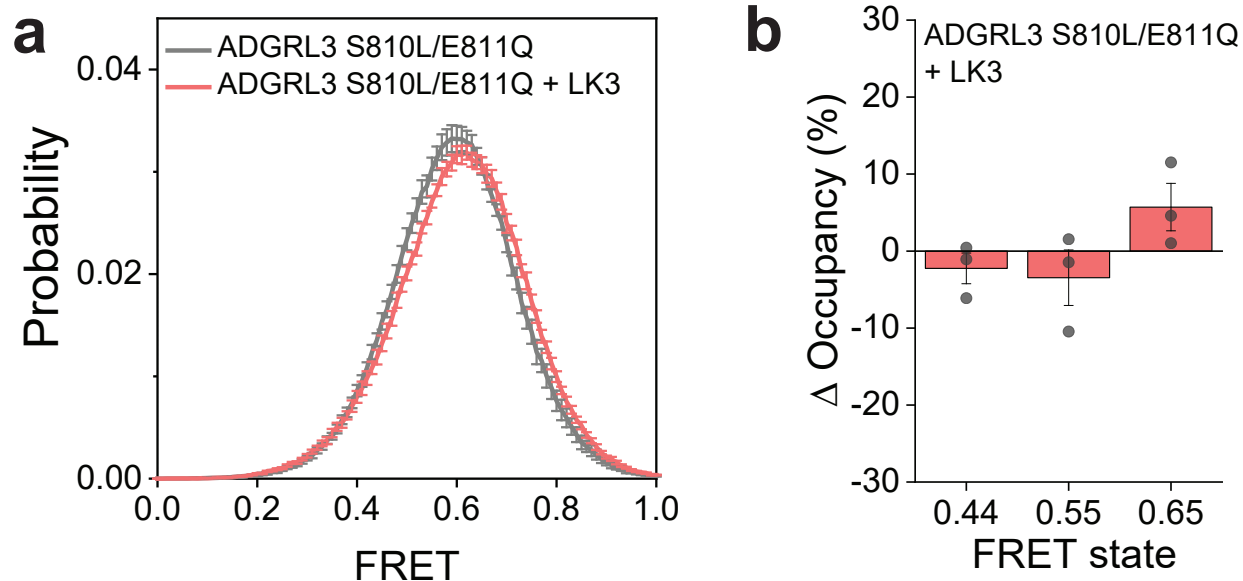 a
ADGRL3 S810L/E811Q
ADGRL3 S810L/E811Q + LK3
Probability
0.04
0.02
0.00
0.0 0.2 0.4 0.6 0.8 1.0
FRET
b
ADGRL3 S810L/E811Q
+ LK3
Δ Occupancy (%)
30
20
10
0
-10
-20
-30
0.44 0.55 0.65
FRET state